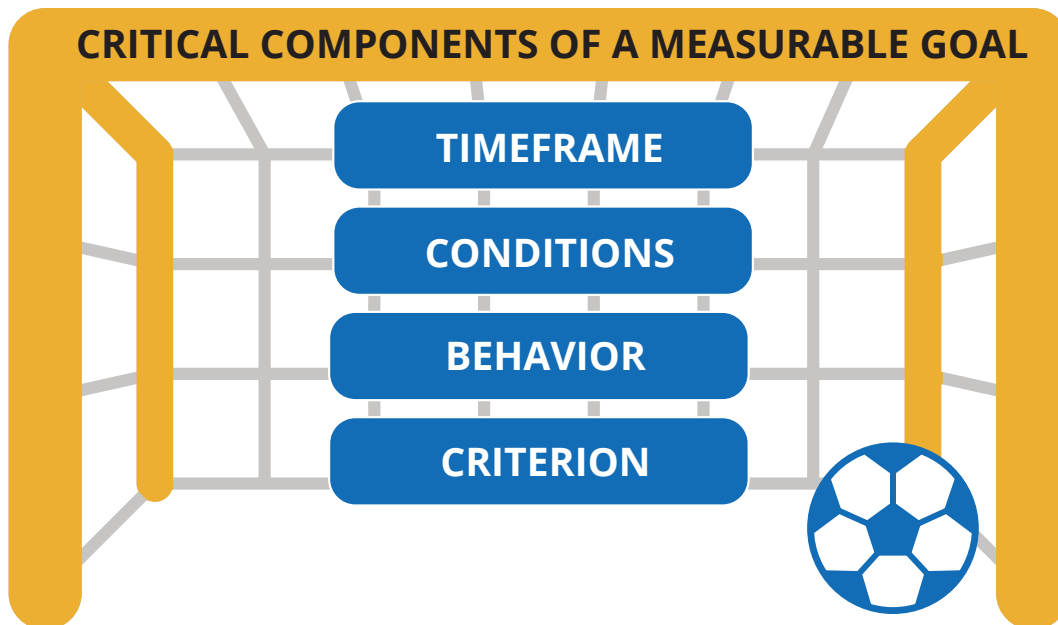 CRITICAL COMPONENTS OF A MEASURABLE GOAL
TIMEFRAME
CONDITIONS
BEHAVIOR
CRITERION